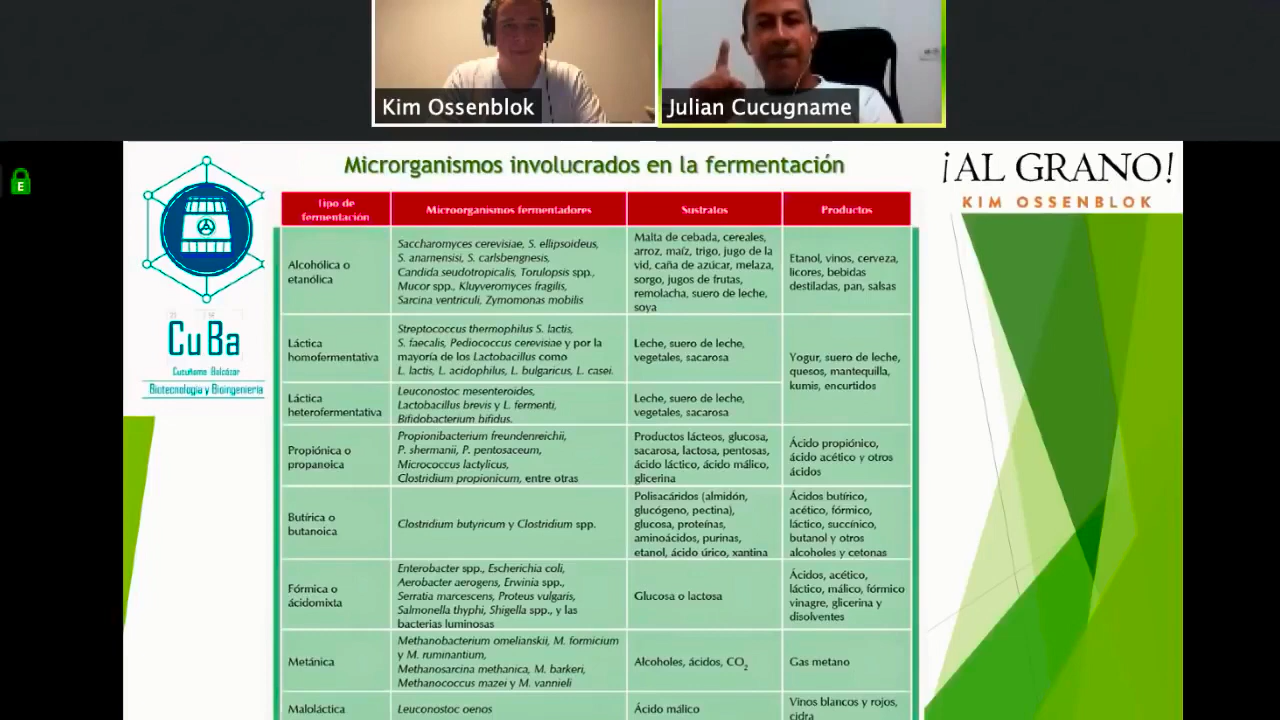 Kim Ossenblok
Julian Cucugname
E
Microrganismos involucrados en la fermentación
¡AL GRANO!
KIM OSSENBLOK
CuBa
Cucuñame Balcázar
Biotecnología y Bioingeniería
Tipo de
fermentación
Microorganismos fermentadores
Sustratos
Productos
Alcohólica o
etanólica
Saccharomyces cerevisiae, S. ellipsoideus,
S. anamensisi, S. carlsbengnesis,
Candida seudotropicalis, Torulopsis spp.,
Mucor spp., Kluyveromyces fragilis,
Sarcina ventriculi, Zymomonas mobilis
Malta de cebada, cereales,
arroz, maíz, trigo, jugo de la
vid, caña de azúcar, melaza,
sorgo, jugos de frutas,
remolacha, suero de leche,
soya
Etanol, vinos, cerveza,
licores, bebidas
destiladas, pan, salsas
Láctica
homofermentativa
Streptococcus thermophilus S. lactis,
S. faecalis, Pediococcus cerevisiae y por la
mayoría de los Lactobacillus como
L. lactis, L. acidophilus, L. bulgaricus, L. casei.
Leche, suero de leche,
vegetales, sacarosa
Yogur, suero de leche,
quesos, mantequilla,
kumis, encurtidos
Láctica
heterofermentativa
Leuconostoc mesenteroides,
Lactobacillus brevis y L. fermenti,
Bifidobacterium bifidus.
Leche, suero de leche,
vegetales, sacarosa
Propiónica o
propanoica
Propionibacterium freundenreichii,
P. shermanii, P. pentosaceum,
Micrococcus lactylicus,
Clostridium propionicum, entre otras
Productos lácteos, glucosa,
sacarosa, lactosa, pentosas,
ácido láctico, ácido málico,
glicerina
Ácido propiónico,
ácido acético y otros
ácidos
Butírica o
butanoica
Clostridium butyricum y Clostridium spp.
Polisacáridos (almidón,
glucógeno, pectina),
glucosa, proteínas,
aminoácidos, purinas,
etanol, ácido úrico, xantina
Ácidos butírico,
acético, fórmico,
láctico, succínico,
butanol y otros
alcoholes y cetonas
Fórmica o
ácidomixta
Enterobacter spp., Escherichia coli,
Aerobacter aerogens, Ervinia spp.,
Serratia marcescens, Proteus vulgaris,
Salmonella thyphi, Shigella spp., y las
bacterias luminosas
Glucosa o lactosa
Ácidos, acético,
láctico, málico, fórmico
vinagre, glicerina y
disolventes
Metánica
Methanobacterium omelianskii, M. formicium
y M. ruminantium,
Methanosarcina methanica, M. barkeri,
Methanococcus mazei y M. vannieli
Alcoholes, ácidos, CO₂
Gas metano
Maloláctica
Leuconostoc oenos
Ácido málico
Vinos blancos y rojos,
cidra